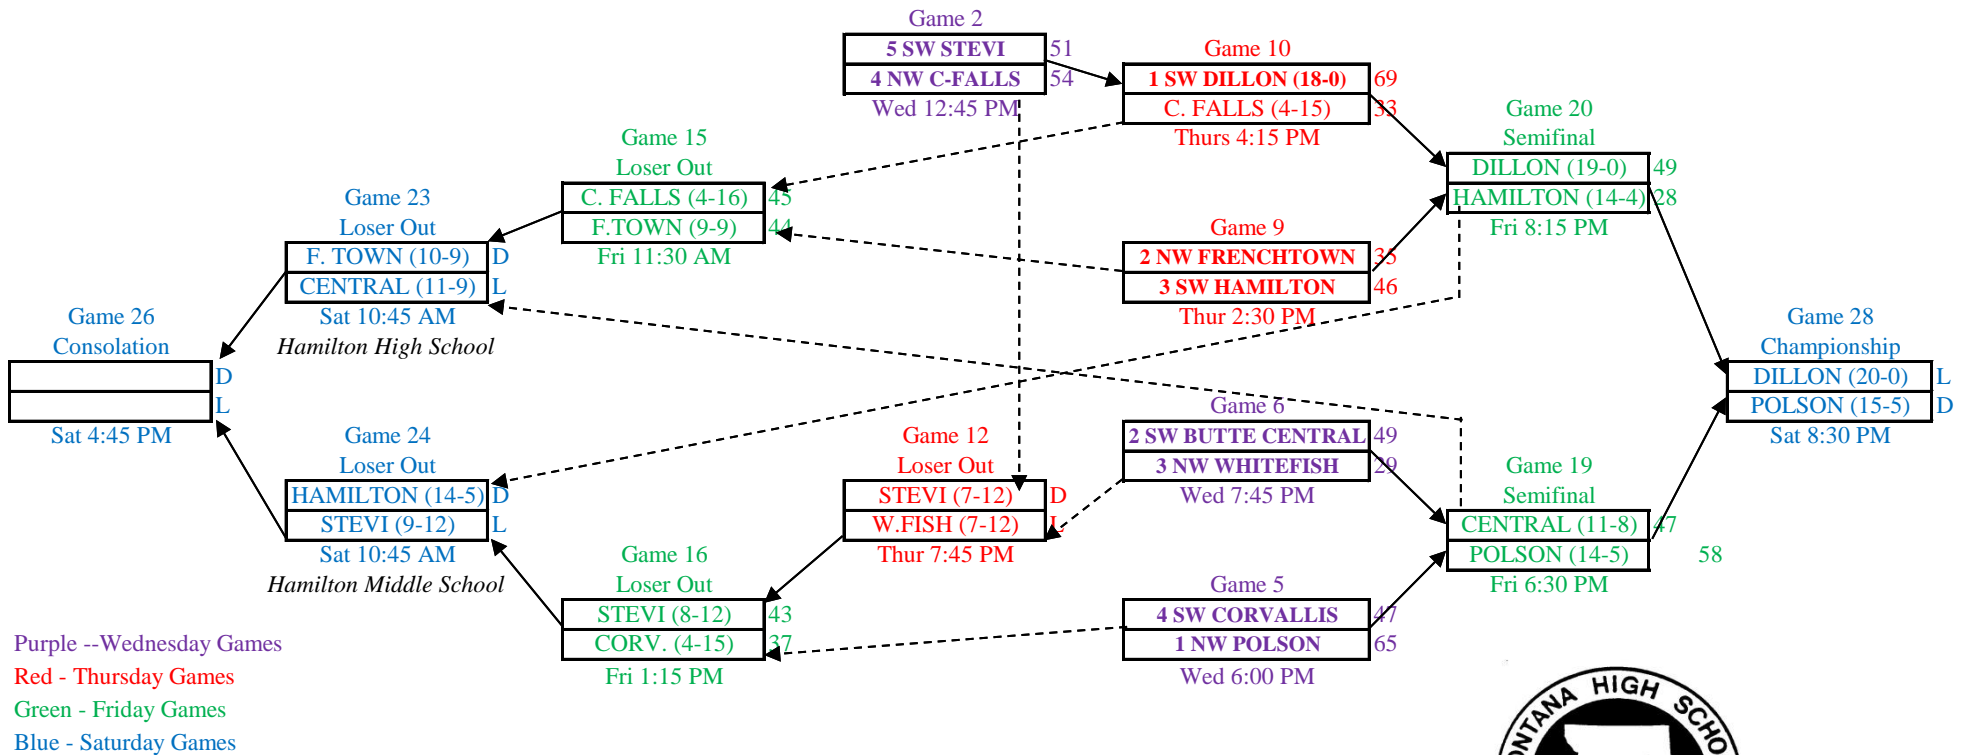 Game 2
5 SW STEVI 51
4 NW C-FALLS 54
Wed 12:45 PM
Game 10
1 SW DILLON (18-0) 69
C. FALLS (4-15) 33
Thurs 4:15 PM
Game 20
Semifinal
DILLON (19-0) 49
HAMILTON (14-4) 28
Fri 8:15 PM
Game 15
Loser Out
C. FALLS (4-16) 45
F.TOWN (9-9) 44
Fri 11:30 AM
Game 23
Loser Out
F. TOWN (10-9) D
CENTRAL (11-9) L
Sat 10:45 AM
Hamilton High School
Game 9
2 NW FRENCHTOWN 35
3 SW HAMILTON 46
Thur 2:30 PM
Game 26
Consolation
D
L
Sat 4:45 PM
Game 28
Championship
DILLON (20-0) L
POLSON (15-5) D
Sat 8:30 PM
Game 24
Loser Out
HAMILTON (14-5) D
STEVI (9-12) L
Sat 10:45 AM
Hamilton Middle School
Game 12
Loser Out
STEVI (7-12) D
W.FISH (7-12) L
Thur 7:45 PM
Game 6
2 SW BUTTE CENTRAL 49
3 NW WHITEFISH 29
Wed 7:45 PM
Game 19
Semifinal
CENTRAL (11-8) 47
POLSON (14-5) 58
Fri 6:30 PM
Game 16
Loser Out
STEVI (8-12) 43
CORV. (4-15) 37
Fri 1:15 PM
Game 5
4 SW CORVALLIS 47
1 NW POLSON 65
Wed 6:00 PM
Purple --Wednesday Games
Red - Thursday Games
Green - Friday Games
Blue - Saturday Games
ONTANA HIGH SCHO